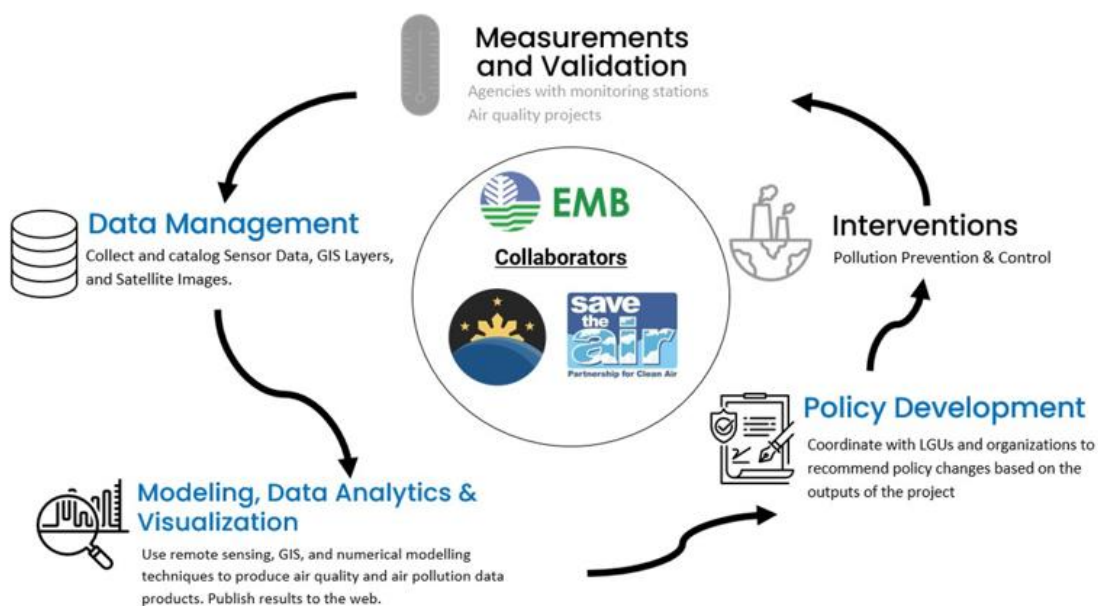 Measurements
and Validation
Agencies with monitoring stations
Air quality projects
Data Management
Collect and catalog Sensor Data, GIS Layers,
and Satellite Images.
EMB
Collaborators
save
the
air
Partnership for Clean Air
Interventions
Pollution Prevention & Control
Policy Development
Coordinate with LGUs and organizations to
recommend policy changes based on the
outputs of the project
Modeling, Data Analytics &
Visualization
Use remote sensing, GIS, and numerical modelling
techniques to produce air quality and air pollution data
products. Publish results to the web.